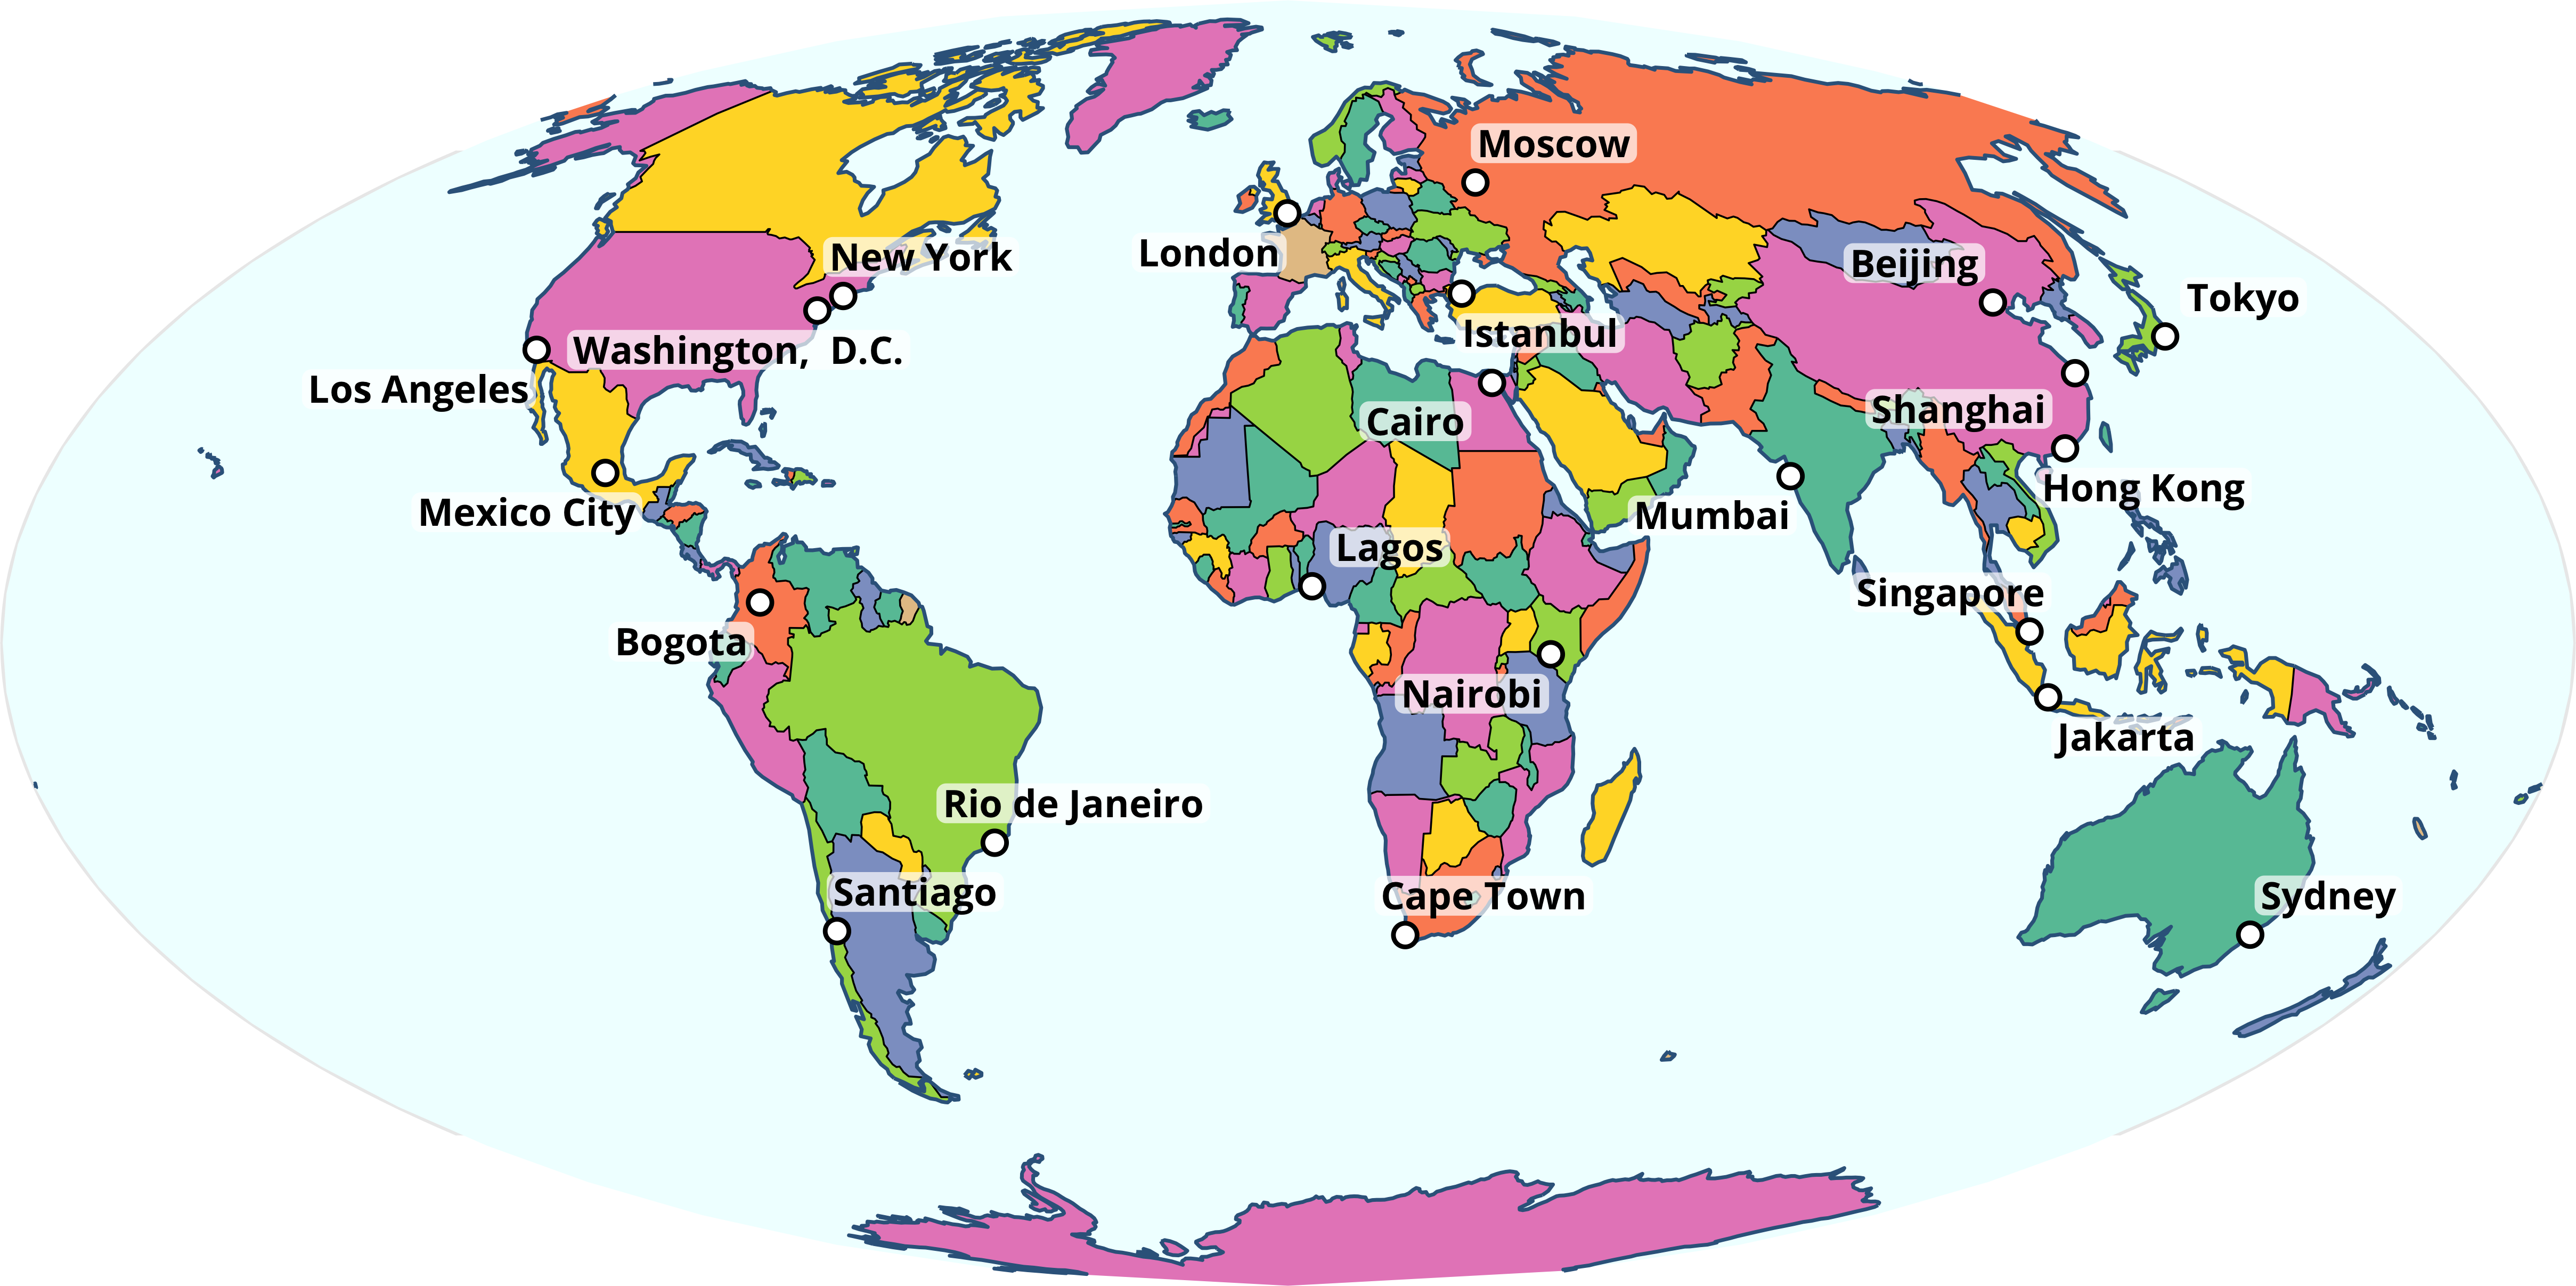 Moscow
New York
London
Beijing
Tokyo
Istanbul
Washington,  D.C.
Los Angeles
Cairo
Shanghai
Hong Kong
Mexico City
Mumbai
Lagos
Singapore
Bogota
Nairobi
Jakarta
Rio de Janeiro
Santiago
Cape Town
Sydney